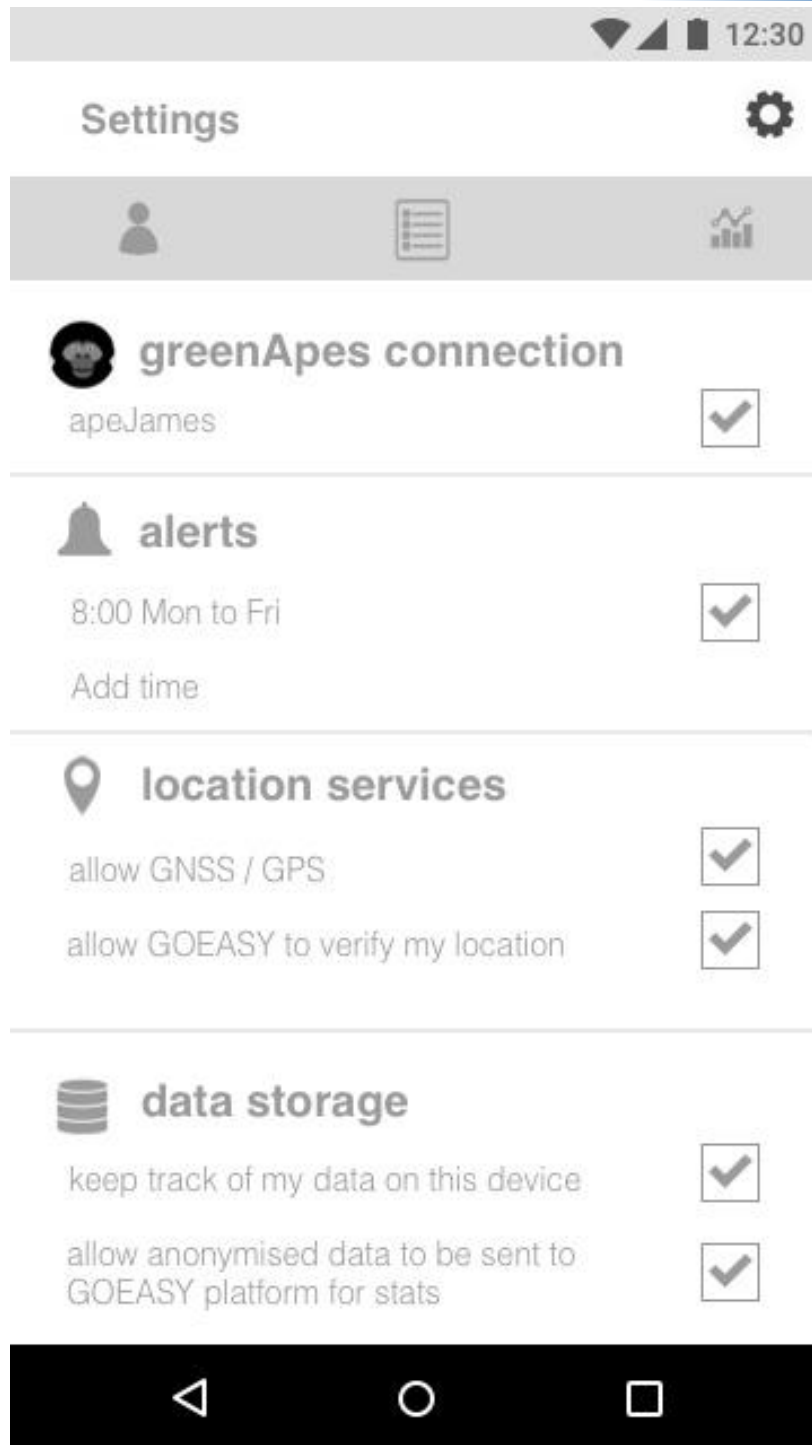 12:30
Settings
greenApes connection
apeJames
alerts
8:00 Mon to Fri
Add time
location services
allow GNSS / GPS
allow GOEASY to verify my location
data storage
keep track of my data on this device
allow anonymised data to be sent to
GOEASY platform for stats